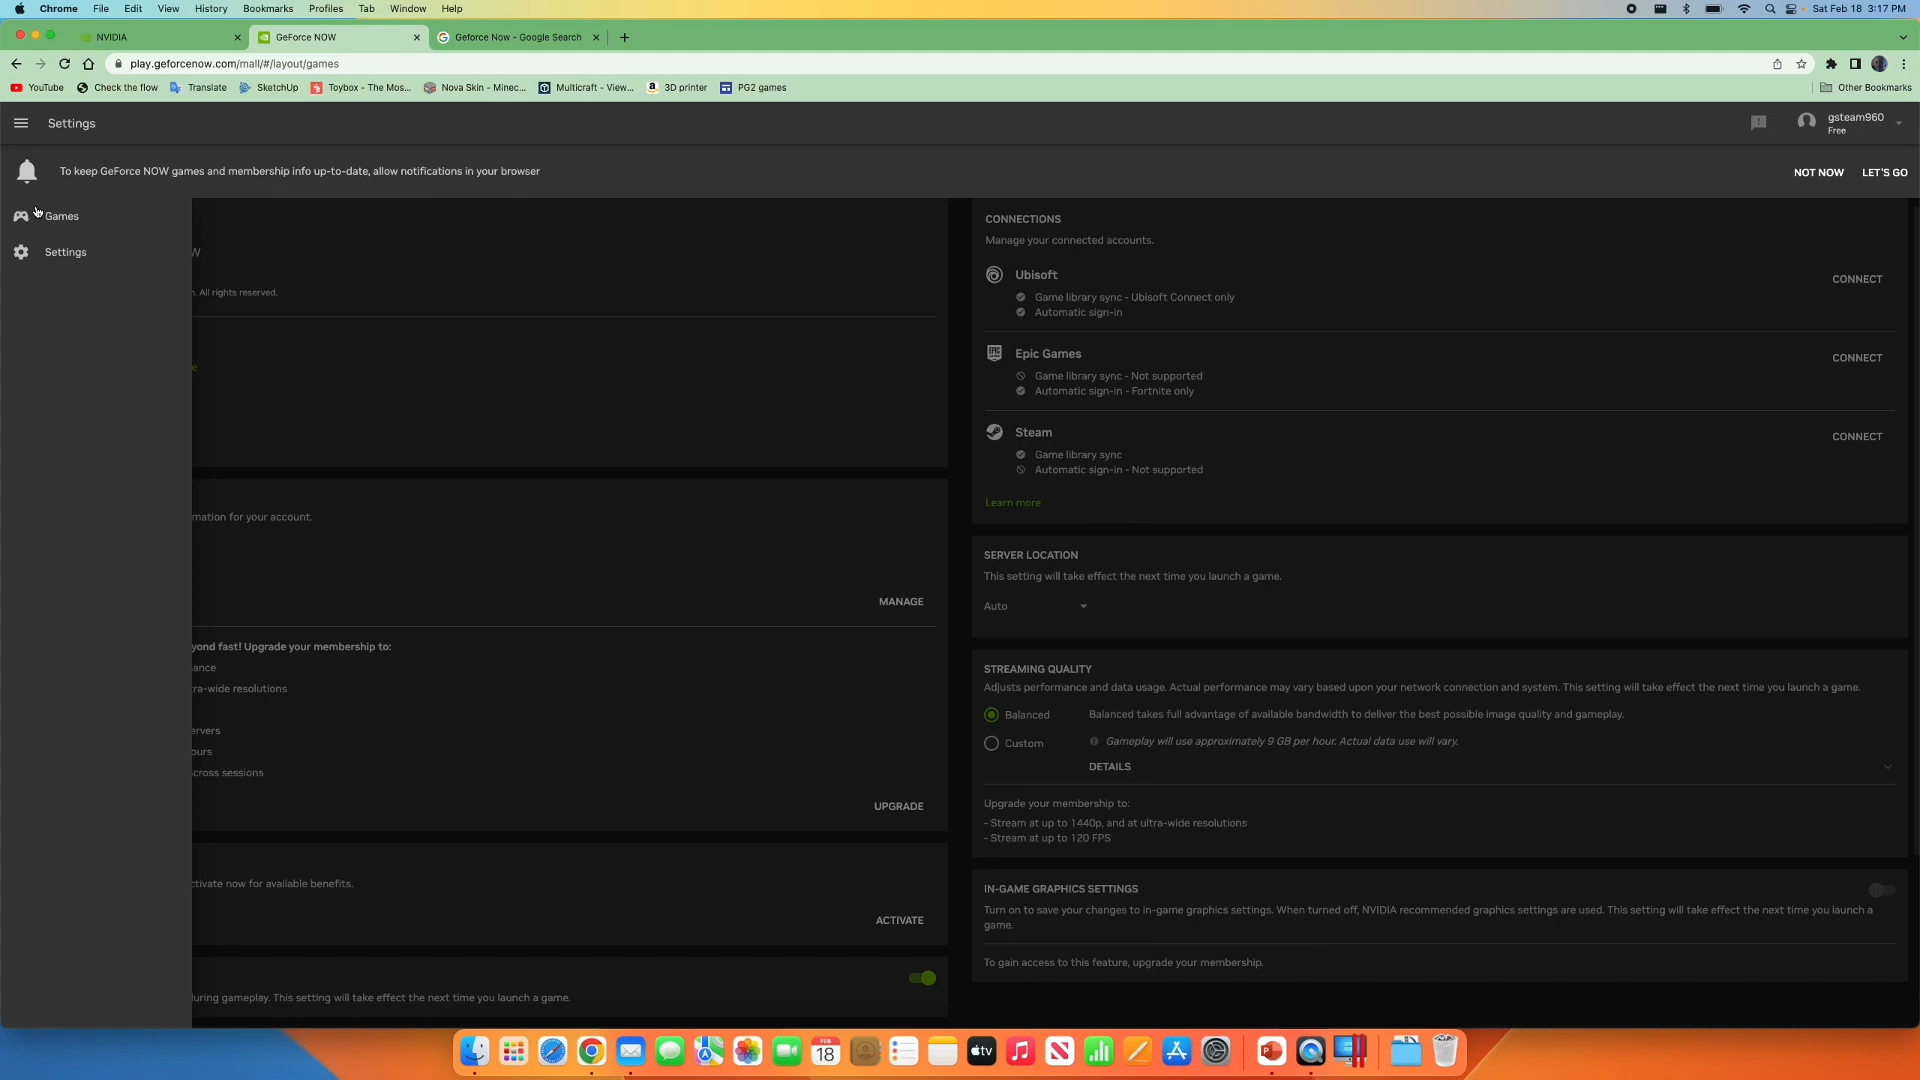 Chrome File Edit View History Bookmarks Profiles Tab Window Help Sat Feb 18 3:17 PM
NVIDIA GeForce NOW Geforce Now - Google Search
play.geforcenow.com/mall/#/layout/games
YouTube Check the flow Translate SketchUp Toybox - The Mos... Nova Skin - Minec... Multicraft - View... 3D printer PG2 games Other Bookmarks
Settings
gsteam960
Free
To keep GeForce NOW games and membership info up-to-date, allow notifications in your browser
NOT NOW LET'S GO
Games
Settings
W
n. All rights reserved.
e
mation for your account.
MANAGE
yond fast! Upgrade your membership to:
ance
ra-wide resolutions
ervers
ours
cross sessions
UPGRADE
ctivate now for available benefits.
ACTIVATE
during gameplay. This setting will take effect the next time you launch a game.
CONNECTIONS
Manage your connected accounts.
Ubisoft
CONNECT
Game library sync - Ubisoft Connect only
Automatic sign-in
Epic Games
CONNECT
Game library sync - Not supported
Automatic sign-in - Fortnite only
Steam
CONNECT
Game library sync
Automatic sign-in - Not supported
Learn more
SERVER LOCATION
This setting will take effect the next time you launch a game.
Auto
STREAMING QUALITY
Adjusts performance and data usage. Actual performance may vary based upon your network connection and system. This setting will take effect the next time you launch a game.
Balanced Balanced takes full advantage of available bandwidth to deliver the best possible image quality and gameplay.
Custom Gameplay will use approximately 9 GB per hour. Actual data use will vary.
DETAILS
Upgrade your membership to:
- Stream at up to 1440p, and at ultra-wide resolutions
- Stream at up to 120 FPS
IN-GAME GRAPHICS SETTINGS
Turn on to save your changes to in-game graphics settings. When turned off, NVIDIA recommended graphics settings are used. This setting will take effect the next time you launch a
game.
To gain access to this feature, upgrade your membership.
FEB
18
tv